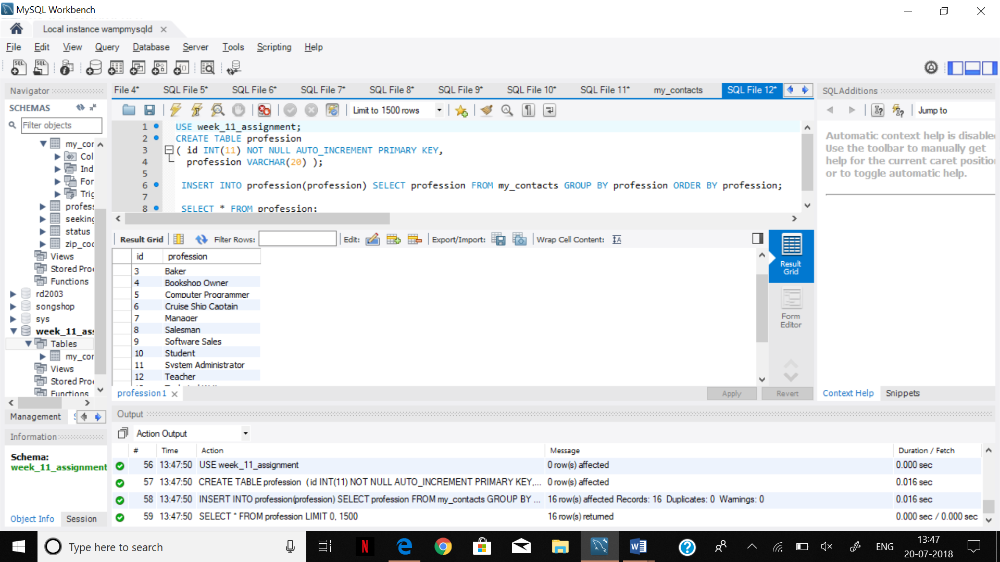 MySQL Workbench
Local instance wampmysqld
File Edit View Query Database Server Tools Scripting Help
Navigator
SCHEMAS
Filter objects
my_cor
Col
Ind
For
Trig
profes
seeking
status
zip_coc
Views
Stored Pro
Functions
rd2003
songshop
sys
week_11_as
Tables
my_cor
Views
Stored Pro
Functions
Management
Information
Schema:
week_11_assignment
Object Info Session
File 4* SQL File 5* SQL File 6* SQL File 7* SQL File 8* SQL File 9* SQL File 10* SQL File 11* my_contacts SQL File 12*
Limit to 1500 rows
1 USE week_11_assignment;
2 CREATE TABLE profession
3 ( id INT(11) NOT NULL AUTO_INCREMENT PRIMARY KEY,
4 profession VARCHAR(20) );
5
6 INSERT INTO profession(profession) SELECT profession FROM my_contacts GROUP BY profession ORDER BY profession;
7
8 SELECT * FROM profession;
Result Grid Filter Rows: Edit: Export/Import: Wrap Cell Content:
id profession
3 Baker
4 Bookshop Owner
5 Computer Programmer
6 Cruise Ship Captain
7 Manager
8 Salesman
9 Software Sales
10 Student
11 System Administrator
12 Teacher
Result
Grid
Form
Editor
profession1
Apply Revert
SQLAdditions
Jump to
Automatic context help is disable
Use the toolbar to manually get
help for the current caret positio
or to toggle automatic help.
Context Help Snippets
Output
Action Output
# Time Action Message Duration / Fetch
56 13:47:50 USE week_11_assignment 0 row(s) affected 0.000 sec
57 13:47:50 CREATE TABLE profession ( id INT(11) NOT NULL AUTO_INCREMENT PRIMARY KEY,... 0 row(s) affected 0.016 sec
58 13:47:50 INSERT INTO profession(profession) SELECT profession FROM my_contacts GROUP BY ... 16 row(s) affected Records: 16 Duplicates: 0 Warnings: 0 0.016 sec
59 13:47:50 SELECT * FROM profession LIMIT 0, 1500 16 row(s) returned 0.000 sec / 0.000 sec
Type here to search
ENG
13:47
20-07-2018